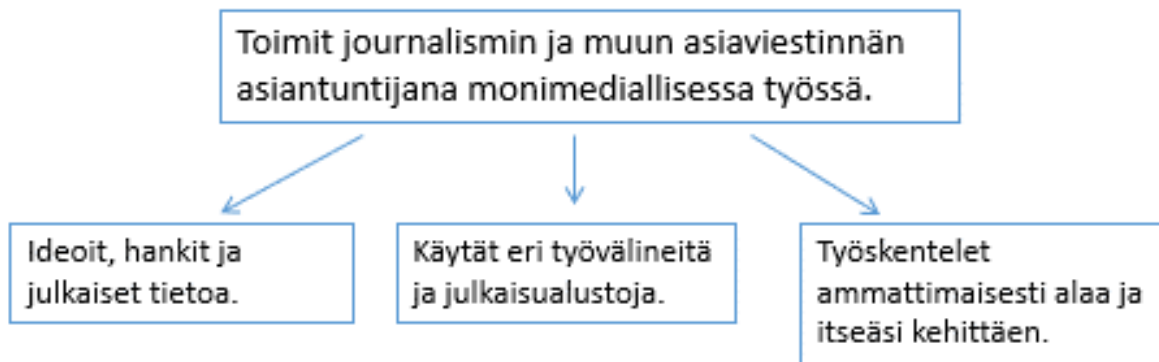 Toimit journalismin ja muun asiaviestinnän
asiantuntijana monimediallisessa työssä.
Ideoit, hankit ja
julkaiset tietoa.
Käytät eri työvälineitä
ja julkaisualustoja.
Työskentelet
ammattimaisesti alaa ja
itseäsi kehittäen.